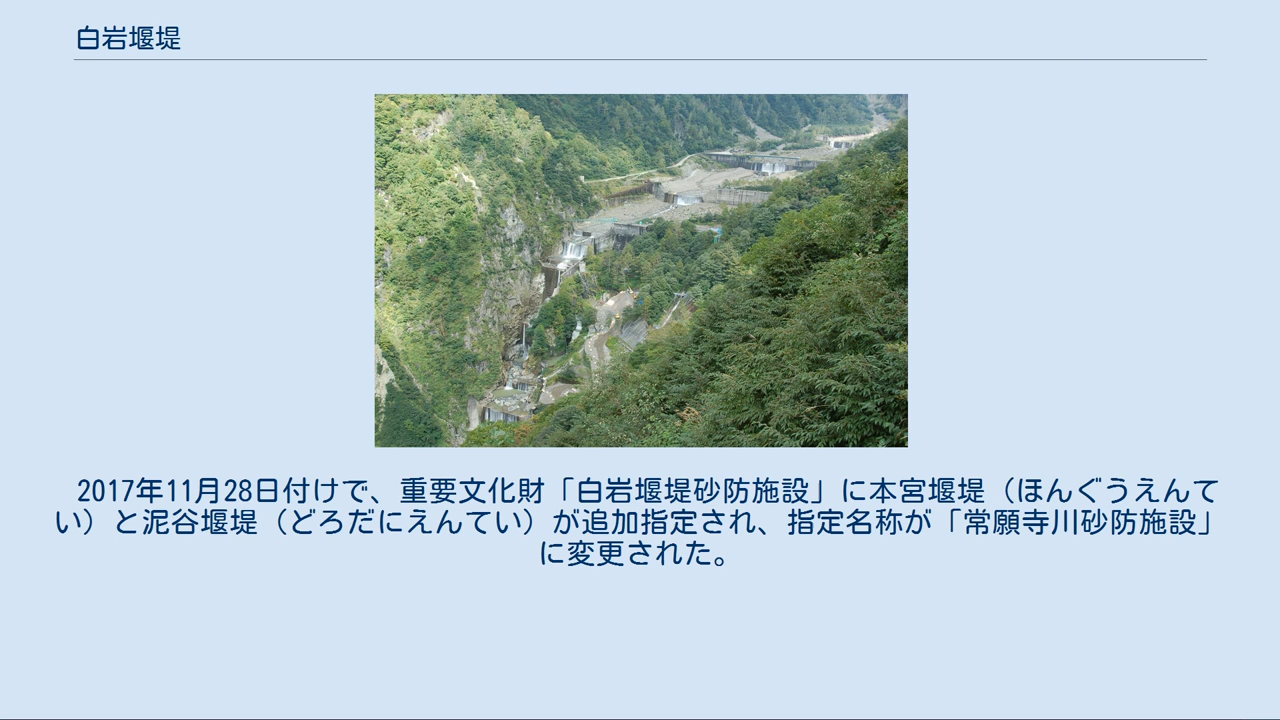 白岩堰堤
2017年11月28日付けで、重要文化財「白岩堰堤砂防施設」に本宮堰堤（ほんぐうえんて
い）と泥谷堰堤（どろだにえんてい）が追加指定され、指定名称が「常願寺川砂防施設」
に変更された。